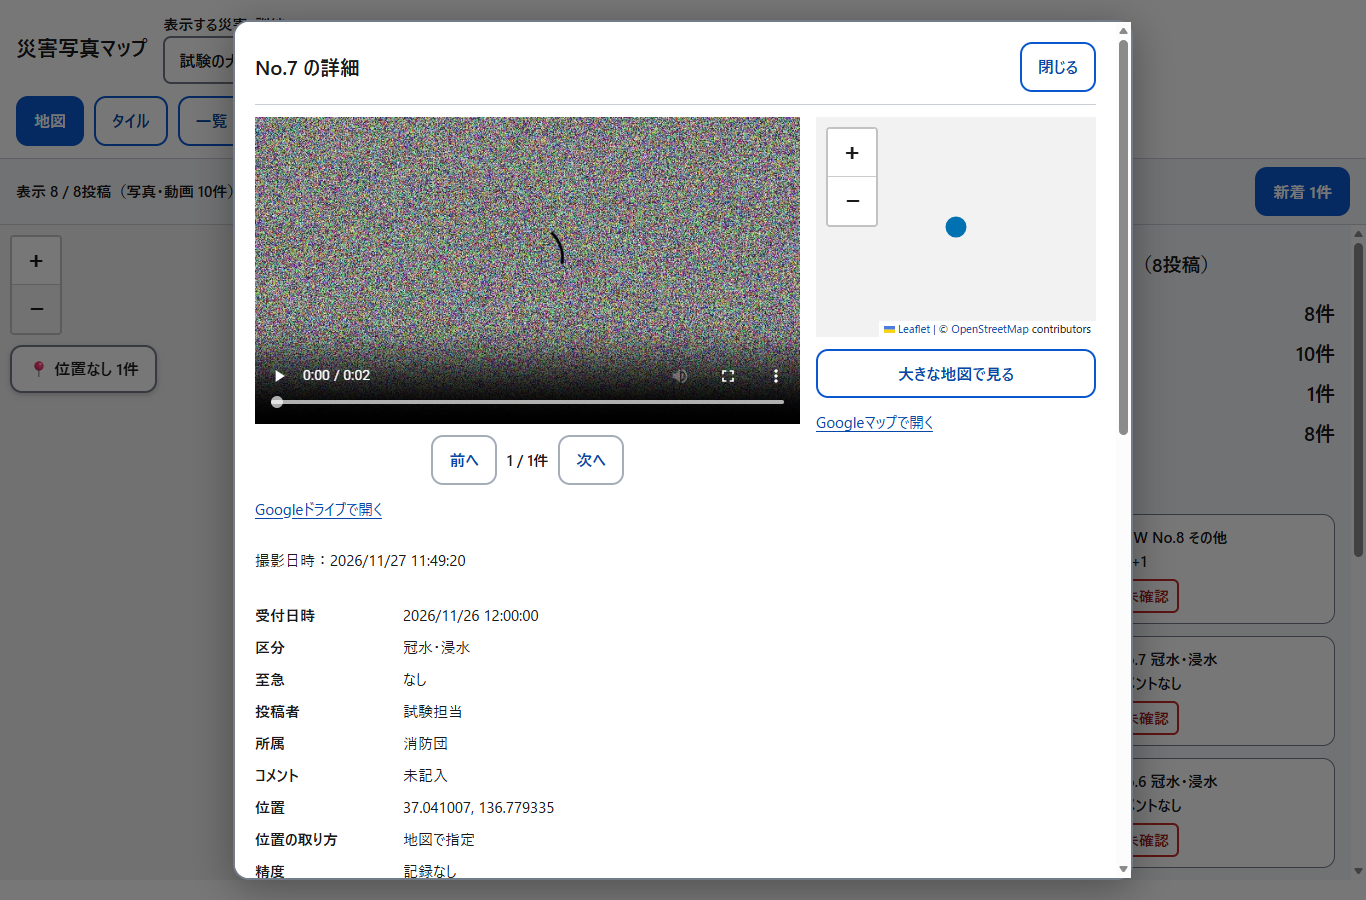 災害写真マップ
表示する災害
試験の
地図
タイル
一覧
表示 8 / 8投稿（写真・動画 10件）
新着 1件
+
−
位置なし 1件
（8投稿）
8件
10件
1件
8件
W No.8 その他
+1
未確認
.7 冠水・浸水
ントなし
未確認
.6 冠水・浸水
ントなし
未確認
No.7 の詳細
閉じる
0:00 / 0:02
+
−
Leaflet | © OpenStreetMap contributors
大きな地図で見る
Googleマップで開く
前へ
1 / 1件
次へ
Googleドライブで開く
撮影日時：2026/11/27 11:49:20
受付日時 2026/11/26 12:00:00
区分 冠水・浸水
至急 なし
投稿者 試験担当
所属 消防団
コメント 未記入
位置 37.041007, 136.779335
位置の取り方 地図で指定
精度 記録なし